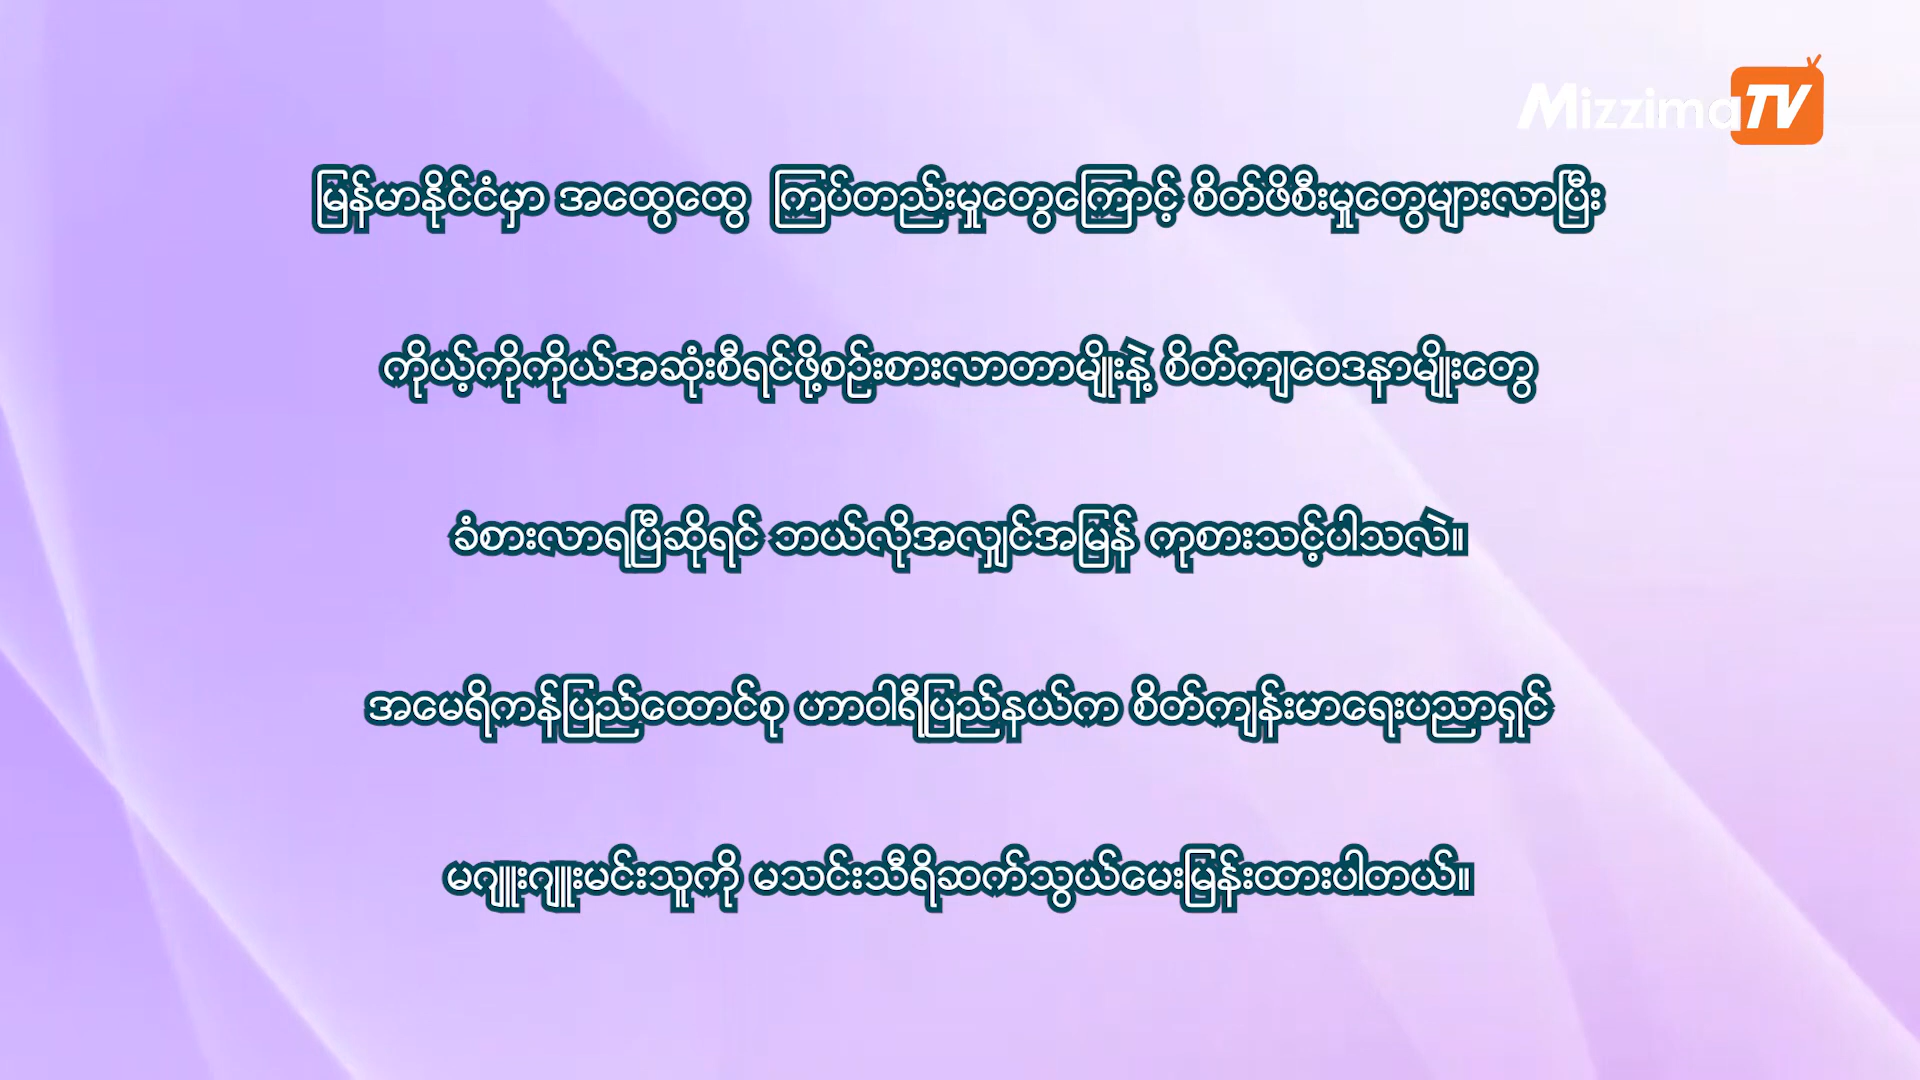 MizzimaTV
မြန်မာနိုင်ငံမှာ အထွေထွေ ကြပ်တည်းမှုတွေကြောင့် စိတ်ဖိစီးမှုတွေများလာပြီး
ကိုယ့်ကိုကိုယ်အဆုံးစီရင်ဖို့စဉ်းစားလာတာမျိုးနဲ့ စိတ်ကျဝေဒနာမျိုးတွေ
ခံစားလာရပြီဆိုရင် ဘယ်လိုအလျှင်အမြန် ကုစားသင့်ပါသလဲ။
အမေရိကန်ပြည်ထောင်စု ဟာဝါရီပြည်နယ်က စိတ်ကျန်းမာရေးပညာရှင်
မဂျူးဂျူးမင်းသူကို မသင်းသီရိဆက်သွယ်မေးမြန်းထားပါတယ်။